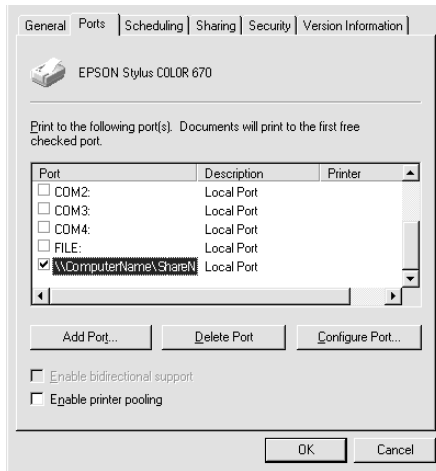 General Ports Scheduling Sharing Security Version Information
EPSON Stylus COLOR 670
Print to the following port(s). Documents will print to the first free
checked port.
Port Description Printer
COM2: Local Port
COM3: Local Port
COM4: Local Port
FILE: Local Port
\\ComputerName\ShareN Local Port
Add Port... Delete Port Configure Port...
Enable bidirectional support
Enable printer pooling
OK Cancel